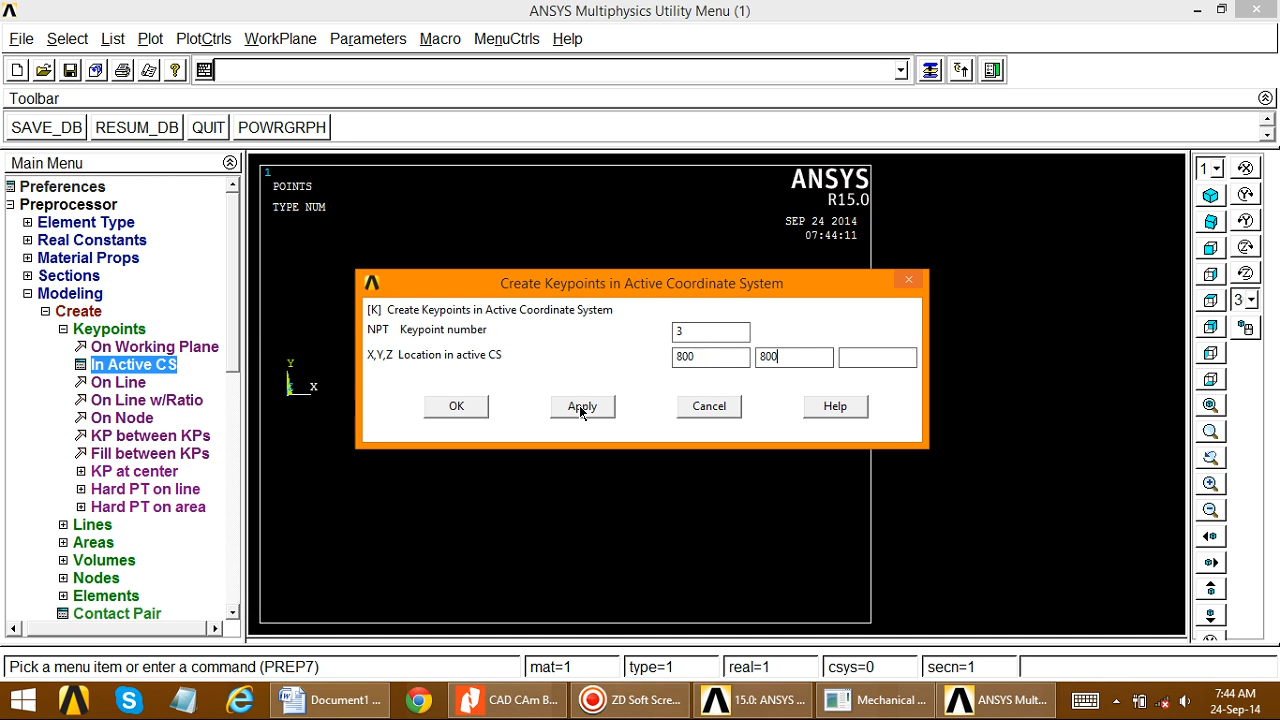 ANSYS Multiphysics Utility Menu (1)
File Select List Plot PlotCtrls WorkPlane Parameters Macro MenuCtrls Help
Toolbar
SAVE_DB RESUM_DB QUIT POWRGRPH
Main Menu
Preferences
Preprocessor
Element Type
Real Constants
Material Props
Sections
Modeling
Create
Keypoints
On Working Plane
In Active CS
On Line
On Line w/Ratio
On Node
KP between KPs
Fill between KPs
KP at center
Hard PT on line
Hard PT on area
Lines
Areas
Volumes
Nodes
Elements
Contact Pair
1
POINTS
TYPE NUM
ANSYS
R15.0
SEP 24 2014
07:44:11
Y
X
Create Keypoints in Active Coordinate System
[K] Create Keypoints in Active Coordinate System
NPT Keypoint number 3
X,Y,Z Location in active CS 800 800
OK Apply Cancel Help
1
3
Pick a menu item or enter a command (PREP7) mat=1 type=1 real=1 csys=0 secn=1
Document1 ... CAD CAm B... ZD Soft Scre... 15.0: ANSYS ... Mechanical ... ANSYS Mult...
7:44 AM
24-Sep-14